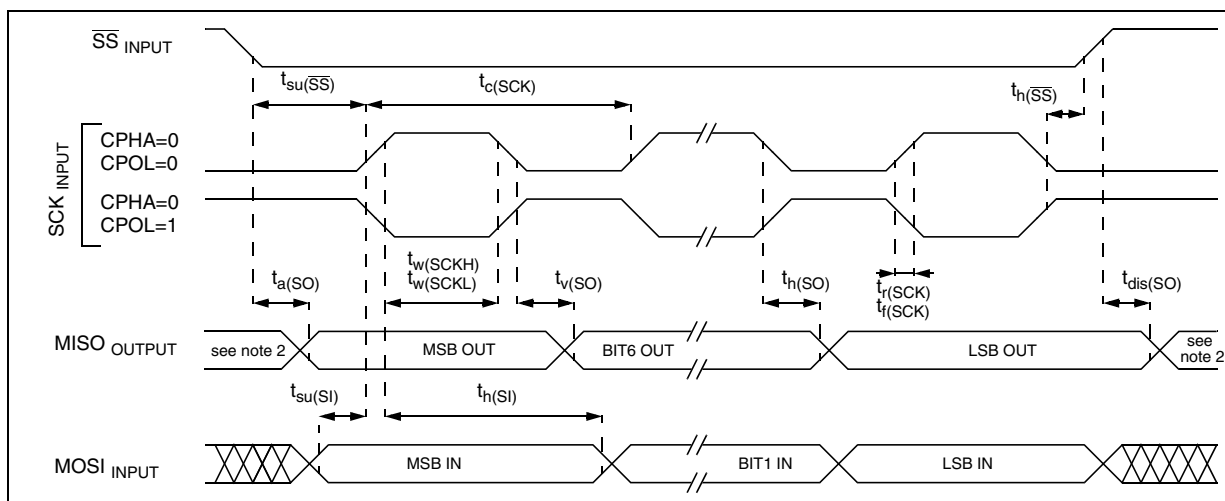 SS INPUT
tsu(SS)
tc(SCK)
th(SS)
SCK INPUT
CPHA=0
CPOL=0
CPHA=0
CPOL=1
tw(SCKH)
tw(SCKL)
ta(SO)
tv(SO)
th(SO)
tr(SCK)
tf(SCK)
tdis(SO)
MISO OUTPUT
see note 2
MSB OUT
BIT6 OUT
LSB OUT
see
note 2
tsu(SI)
th(SI)
MOSI INPUT
MSB IN
BIT1 IN
LSB IN